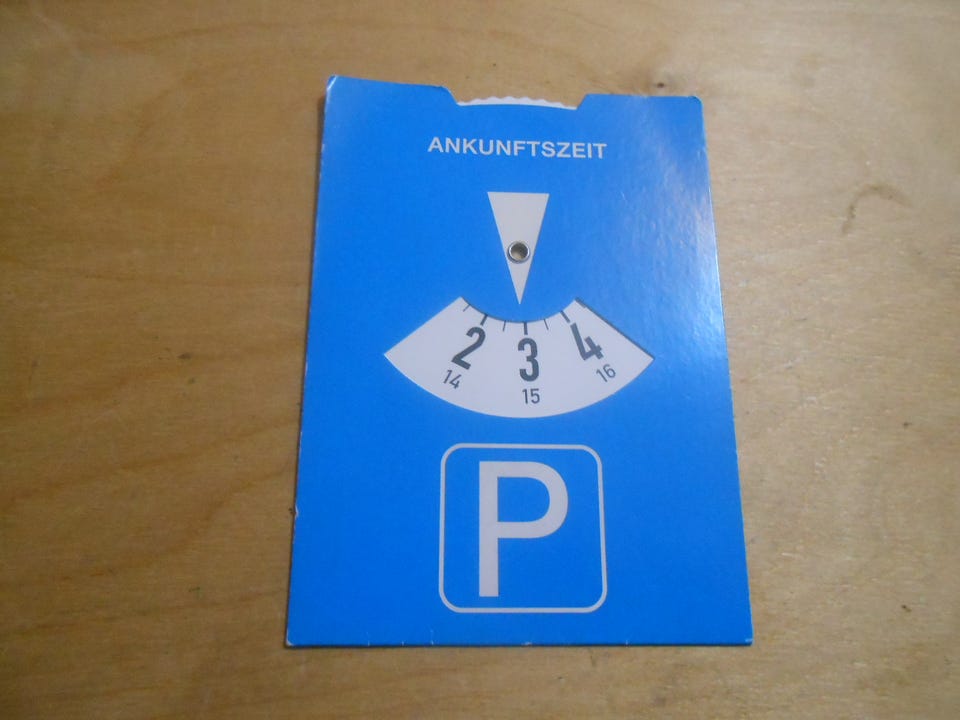 ANKUNFTSZEIT
2 3 4
14 15 16
P